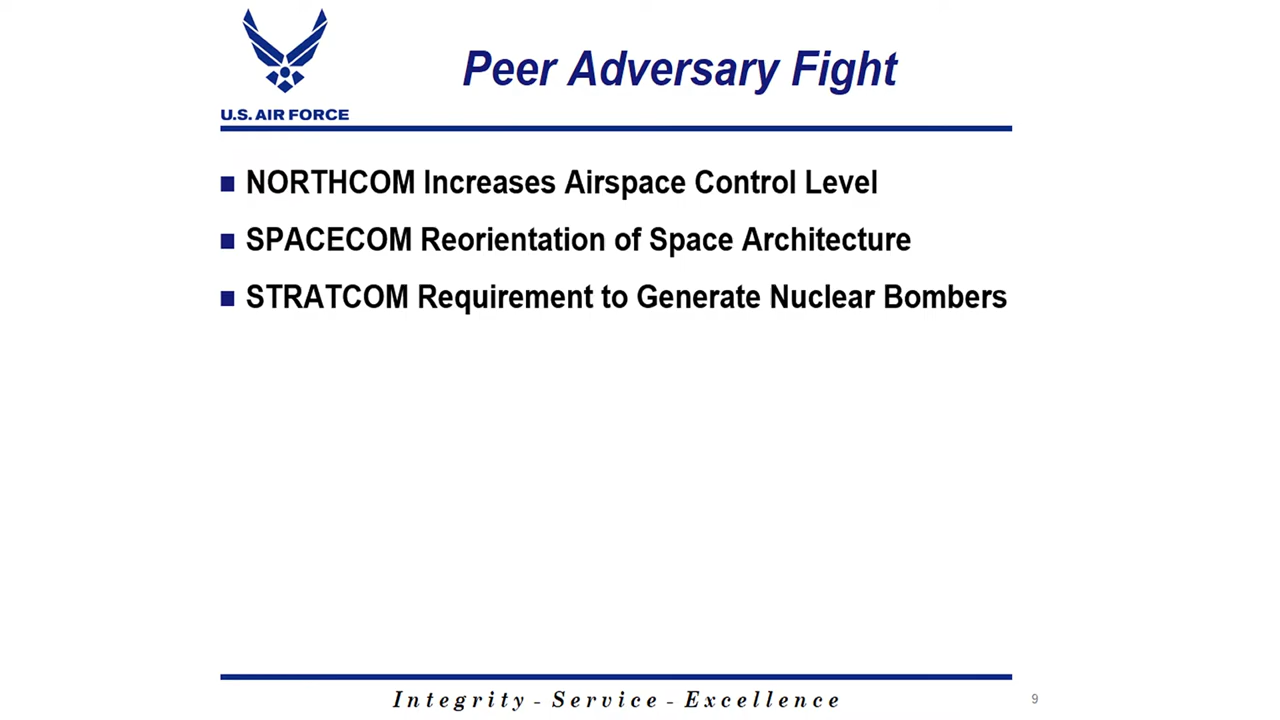 Peer Adversary Fight
U.S. AIR FORCE
NORTHCOM Increases Airspace Control Level
SPACECOM Reorientation of Space Architecture
STRATCOM Requirement to Generate Nuclear Bombers
Integrity - Service - Excellence
9